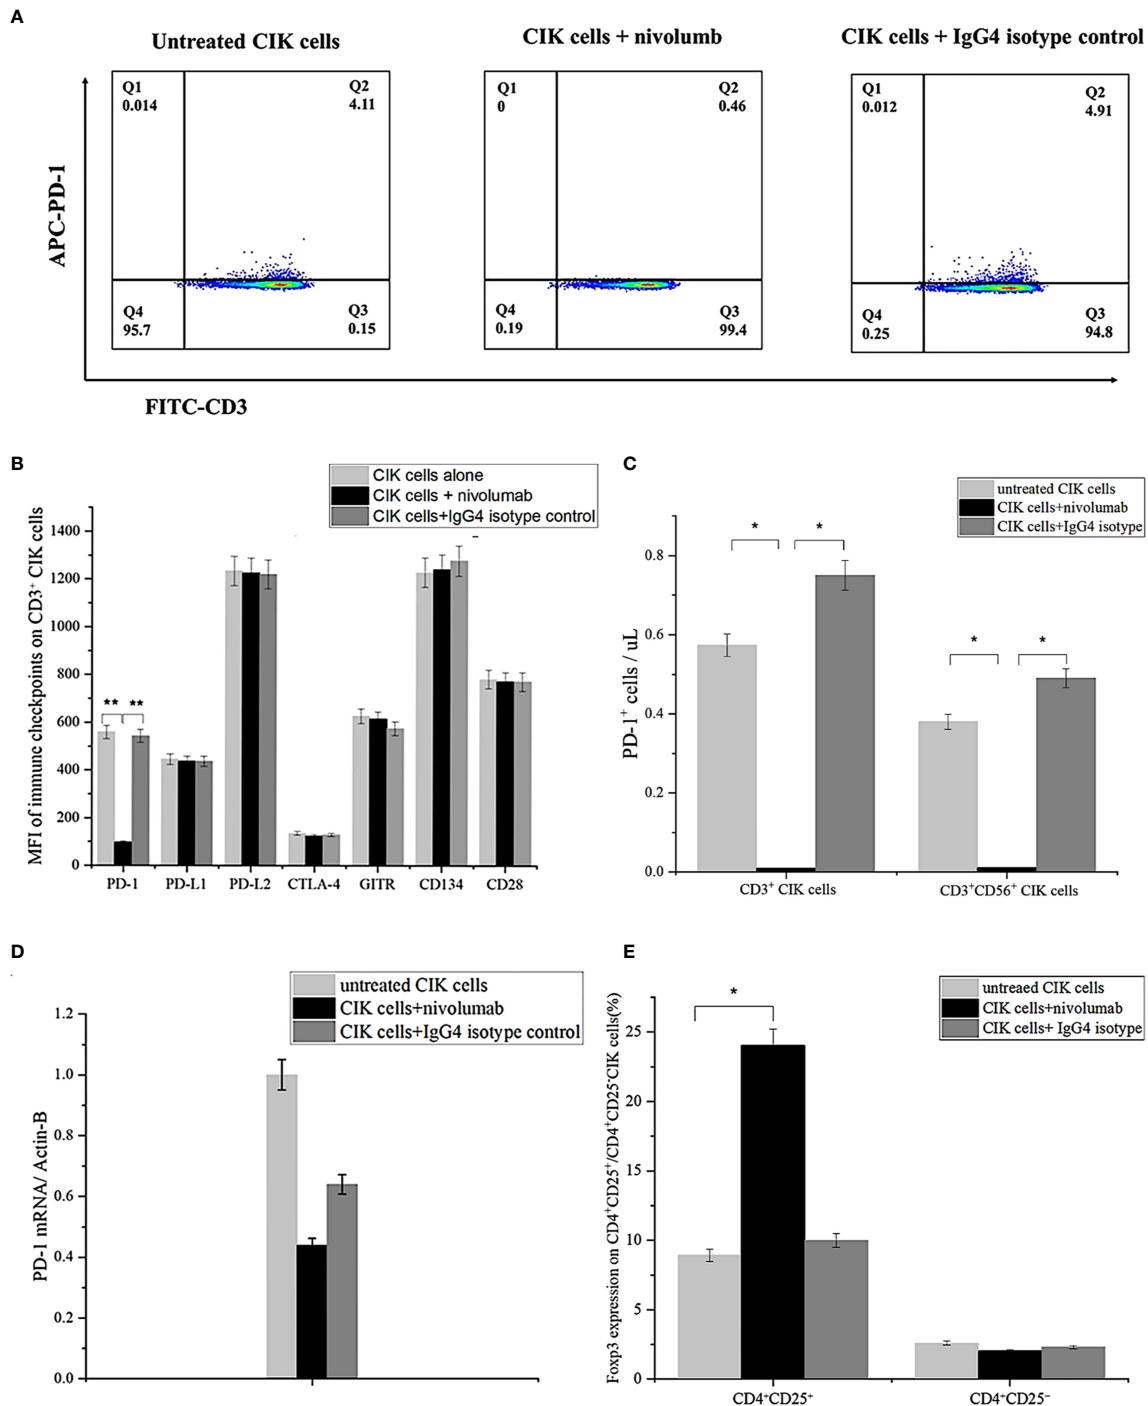 A
Untreated CIK cells
CIK cells + nivolumb
CIK cells + IgG4 isotype control
Q1
0.014
Q2
4.11
Q4
95.7
Q3
0.15
Q1
0
Q2
0.46
Q4
0.19
Q3
99.4
Q1
0.012
Q2
4.91
Q4
0.25
Q3
94.8
APC-PD-1
FITC-CD3
B
CIK cells alone
CIK cells + nivolumab
CIK cells+IgG4 isotype control
MFI of immune checkpoints on CD3⁺ CIK cells
1400
1200
1000
800
600
400
200
0
** **
PD-1 PD-L1 PD-L2 CTLA-4 GITR CD134 CD28
C
untreated CIK cells
CIK cells+nivolumab
CIK cells+IgG4 isotype
PD-1⁺ cells / uL
0.8
0.6
0.4
0.2
0.0
* *
* *
CD3⁺ CIK cells CD3⁺CD56⁺ CIK cells
D
untreated CIK cells
CIK cells+nivolumab
CIK cells+IgG4 isotype control
PD-1 mRNA/ Actin-B
1.2
1.0
0.8
0.6
0.4
0.2
0.0
E
untreaed CIK cells
CIK cells+nivolumab
CIK cells+ IgG4 isotype
Foxp3 expression on CD4⁺CD25⁺/CD4⁺CD25⁻CIK cells(%)
25
20
15
10
5
0
*
CD4⁺CD25⁺ CD4⁺CD25⁻